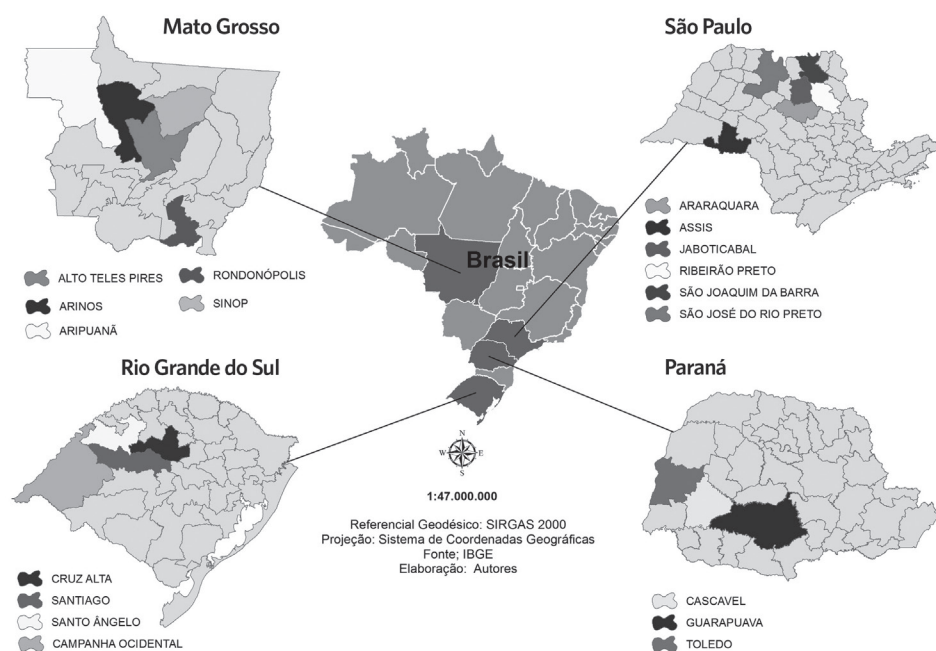 Mato Grosso
ALTO TELES PIRES
ARINOS
ARIPUANÃ
RONDONÓPOLIS
SINOP
São Paulo
ARARAQUARA
ASSIS
JABOTICABAL
RIBEIRÃO PRETO
SÃO JOAQUIM DA BARRA
SÃO JOSÉ DO RIO PRETO
Brasil
Rio Grande do Sul
CRUZ ALTA
SANTIAGO
SANTO ÂNGELO
CAMPANHA OCIDENTAL
N
W E
S
1:47.000.000
Referencial Geodésico: SIRGAS 2000
Projeção: Sistema de Coordenadas Geográficas
Fonte; IBGE
Elaboração: Autores
Paraná
CASCAVEL
GUARAPUAVA
TOLEDO